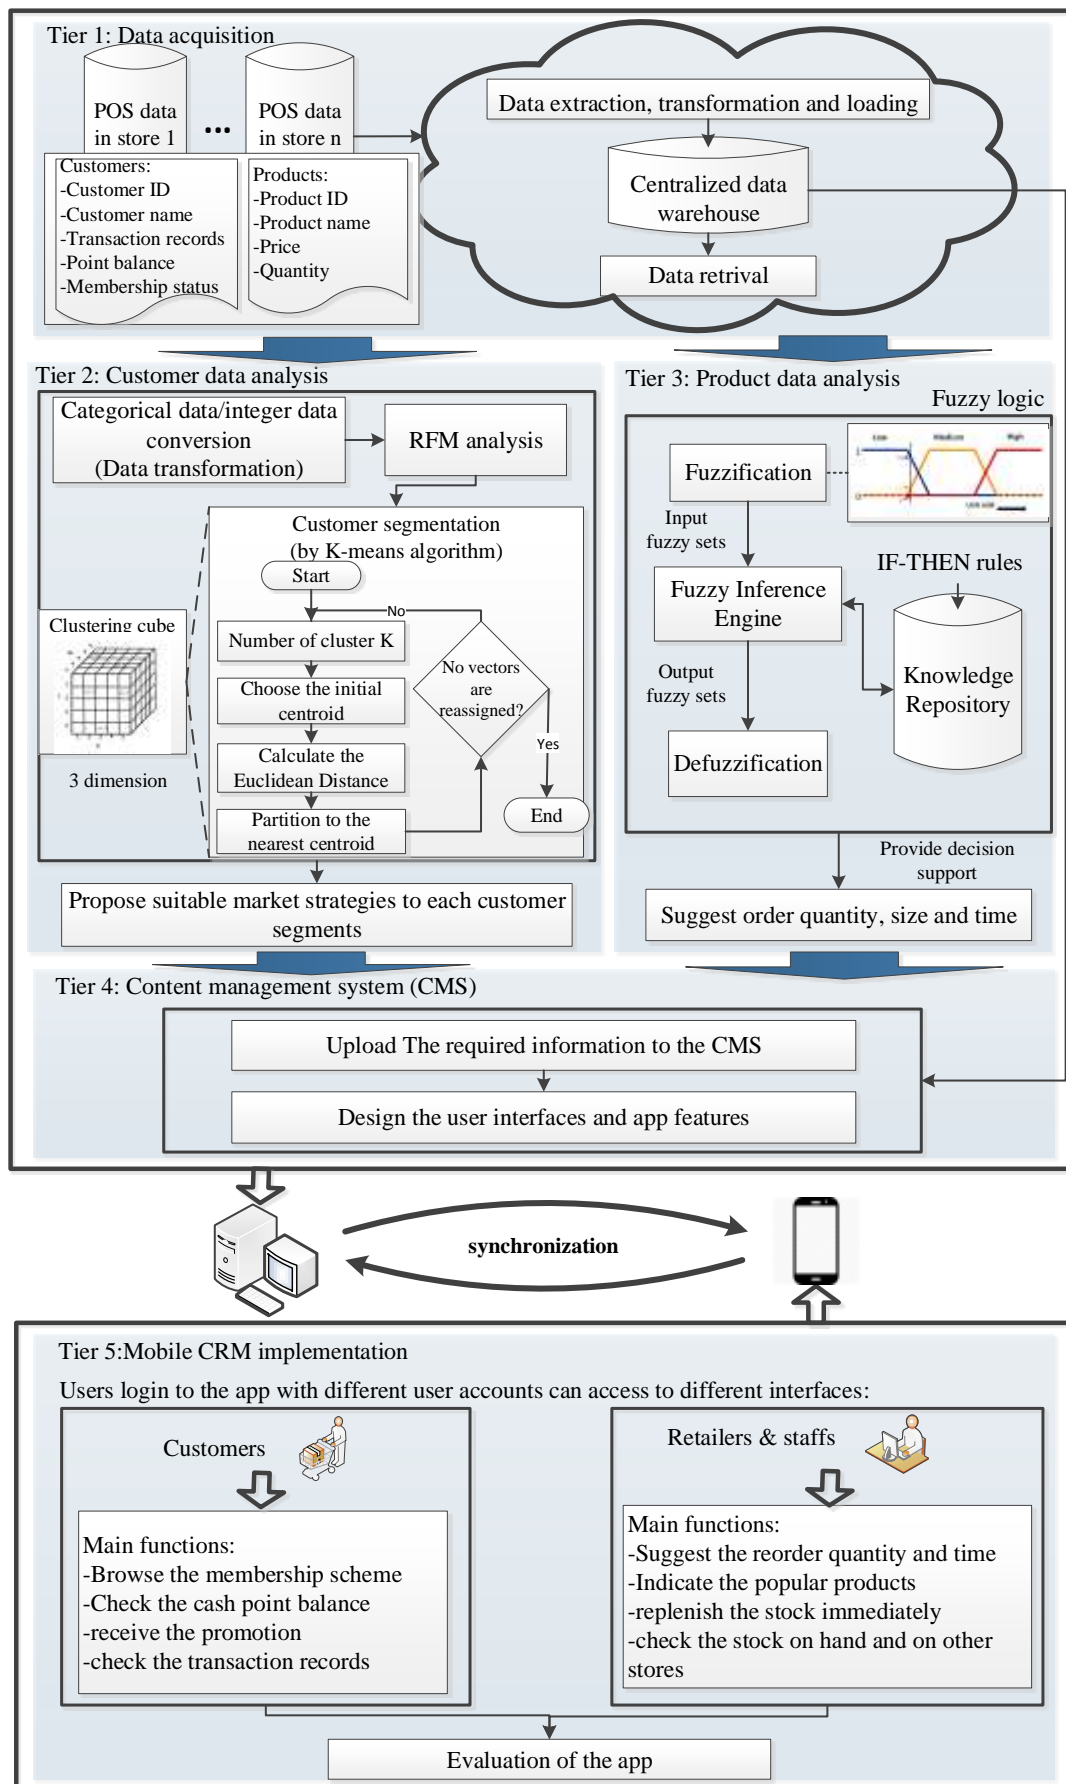 Tier 1: Data acquisition
POS data
in store 1
...
POS data
in store n
Customers:
-Customer ID
-Customer name
-Transaction records
-Point balance
-Membership status
Products:
-Product ID
-Product name
-Price
-Quantity
Data extraction, transformation and loading
Centralized data
warehouse
Data retrival
Tier 2: Customer data analysis
Categorical data/integer data
conversion
(Data transformation)
RFM analysis
Customer segmentation
(by K-means algorithm)
Start
No
Number of cluster K
Choose the initial
centroid
Calculate the
Euclidean Distance
Partition to the
nearest centroid
No vectors
are
reassigned?
Yes
End
Clustering cube
3 dimension
Propose suitable market strategies to each customer
segments
Tier 3: Product data analysis
Fuzzy logic
Low
Medium
High
Fuzzification
Input
fuzzy sets
Fuzzy Inference
Engine
Output
fuzzy sets
Defuzzification
IF-THEN rules
Knowledge
Repository
Provide decision
support
Suggest order quantity, size and time
Tier 4: Content management system (CMS)
Upload The required information to the CMS
Design the user interfaces and app features
synchronization
Tier 5:Mobile CRM implementation
Users login to the app with different user accounts can access to different interfaces:
Customers
Main functions:
-Browse the membership scheme
-Check the cash point balance
-receive the promotion
-check the transaction records
Retailers & staffs
Main functions:
-Suggest the reorder quantity and time
-Indicate the popular products
-replenish the stock immediately
-check the stock on hand and on other
stores
Evaluation of the app